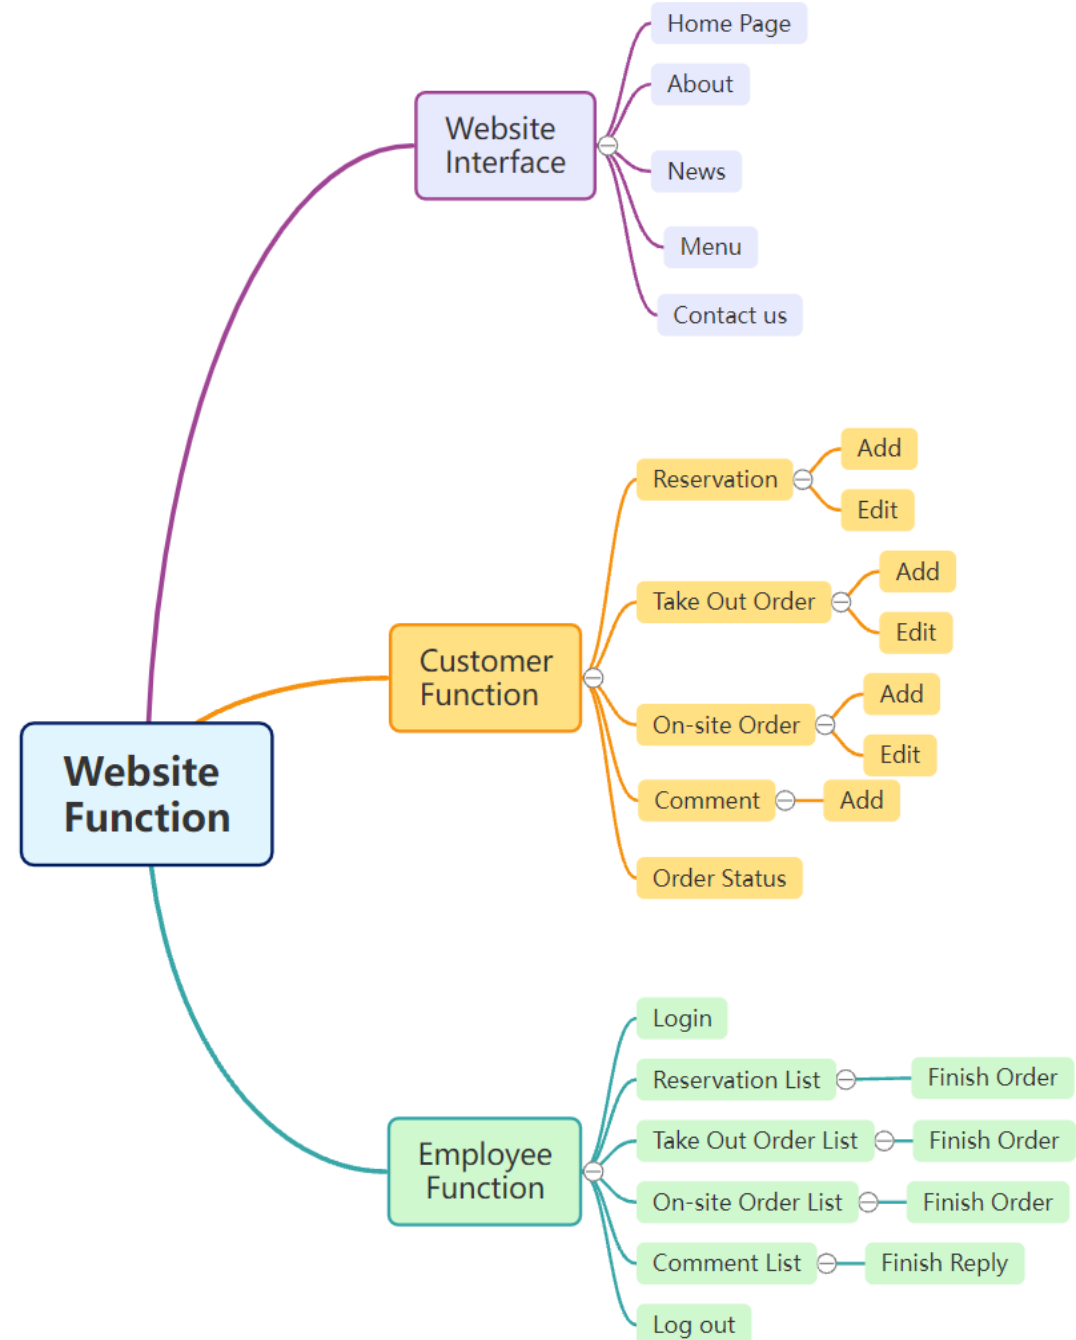 Website
Function
Website
Interface
Home Page
About
News
Menu
Contact us
Customer
Function
Reservation
Add
Edit
Take Out Order
Add
Edit
On-site Order
Add
Edit
Comment
Add
Order Status
Employee
Function
Login
Reservation List
Finish Order
Take Out Order List
Finish Order
On-site Order List
Finish Order
Comment List
Finish Reply
Log out